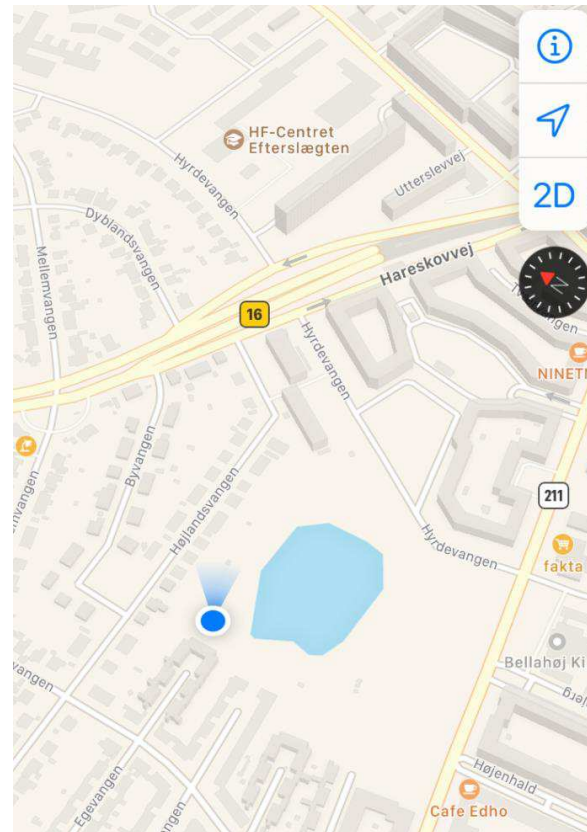 HF-Centret
Efterslægten
Hyrdevangen
Utterslevvej
2D
Dyblandsvangen
Mellemvangen
Hareskovvej
N
16
Hyrdevangen
NINET
Byvangen
Højlandsvangen
211
Hyrdevangen
fakta
Bellahøj Ki
Egevangen
Højenhald
Cafe Edho